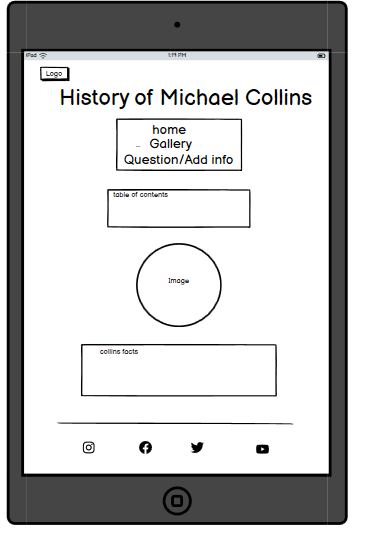 iPad
1:19 PM
Logo
History of Michael Collins
home
Gallery
Question/Add info
table of contents
Image
collins facts